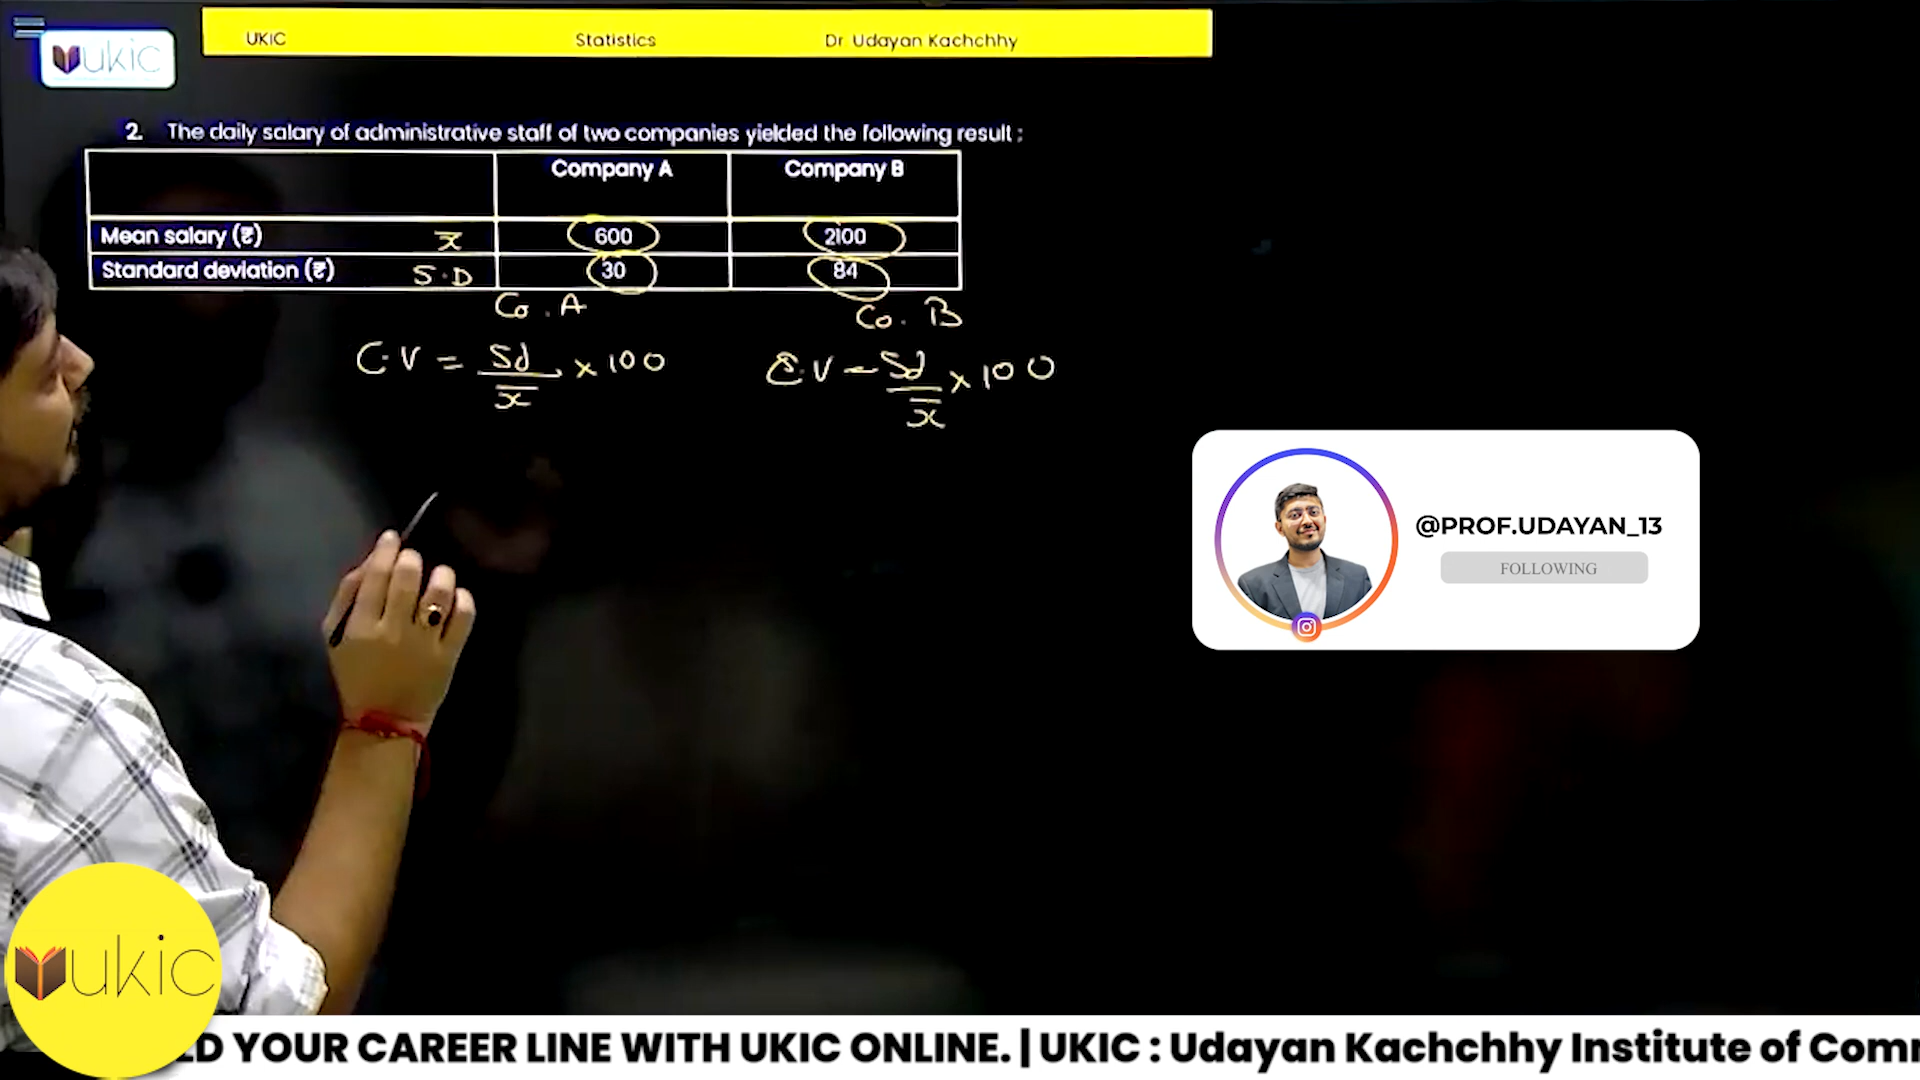 ukic
UKIC Statistics Dr. Udayan Kachchhy
2. The daily salary of administrative staff of two companies yielded the following result :
Company A Company B
Mean salary (₹) x̄ 600 2100
Standard deviation (₹) S.D 30 84
Co. A Co. B
C.V = Sd/x̄ × 100 C.V = Sd/x̄ × 100
@PROF.UDAYAN_13
FOLLOWING
ukic
LD YOUR CAREER LINE WITH UKIC ONLINE. | UKIC : Udayan Kachchhy Institute of Comm